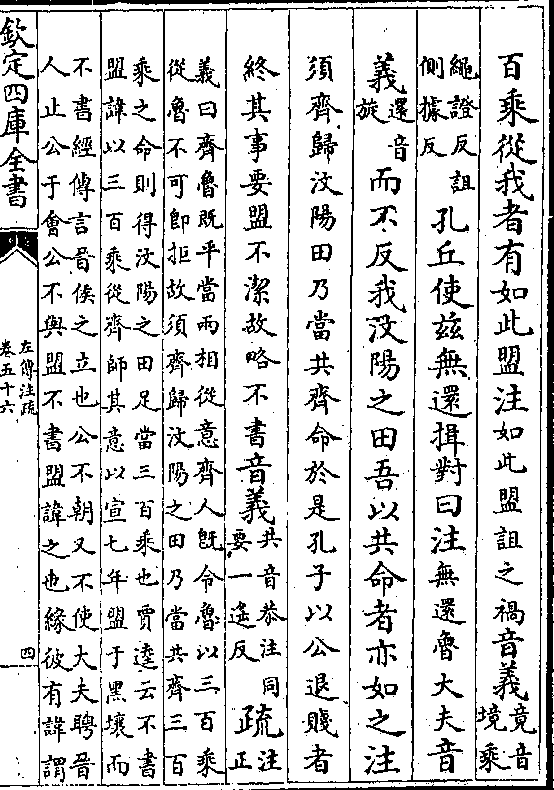 百乘從我者有如此盟注如此盟詛之禍音義竟音境乘
繩證反詛側據反孔丘使兹無還揖對曰注無還魯大夫音
義還音旋而不反我汶陽之田吾以共命者亦如之注
須齊歸汶陽田乃當共齊命於是孔子以公退賤者
終其事要盟不潔故略不書音義共音恭注同要一遙反疏注正
義曰齊魯既平當兩相從意齊人旣令魯以三百乘
從魯不可即拒故須齊歸汶陽之田乃當共齊三百
乘之命則得汶陽之田足當三百乘也賈逵云不書
盟諱以三百乘從齊師其意以宣七年盟于黑壤而
不書經傳言晉侯之立也公不朝又不使大夫聘晉
人止公于會公不與盟不書盟諱之也緣彼有諱謂
欽定四庫全書
左傳注疏
卷五十六
四